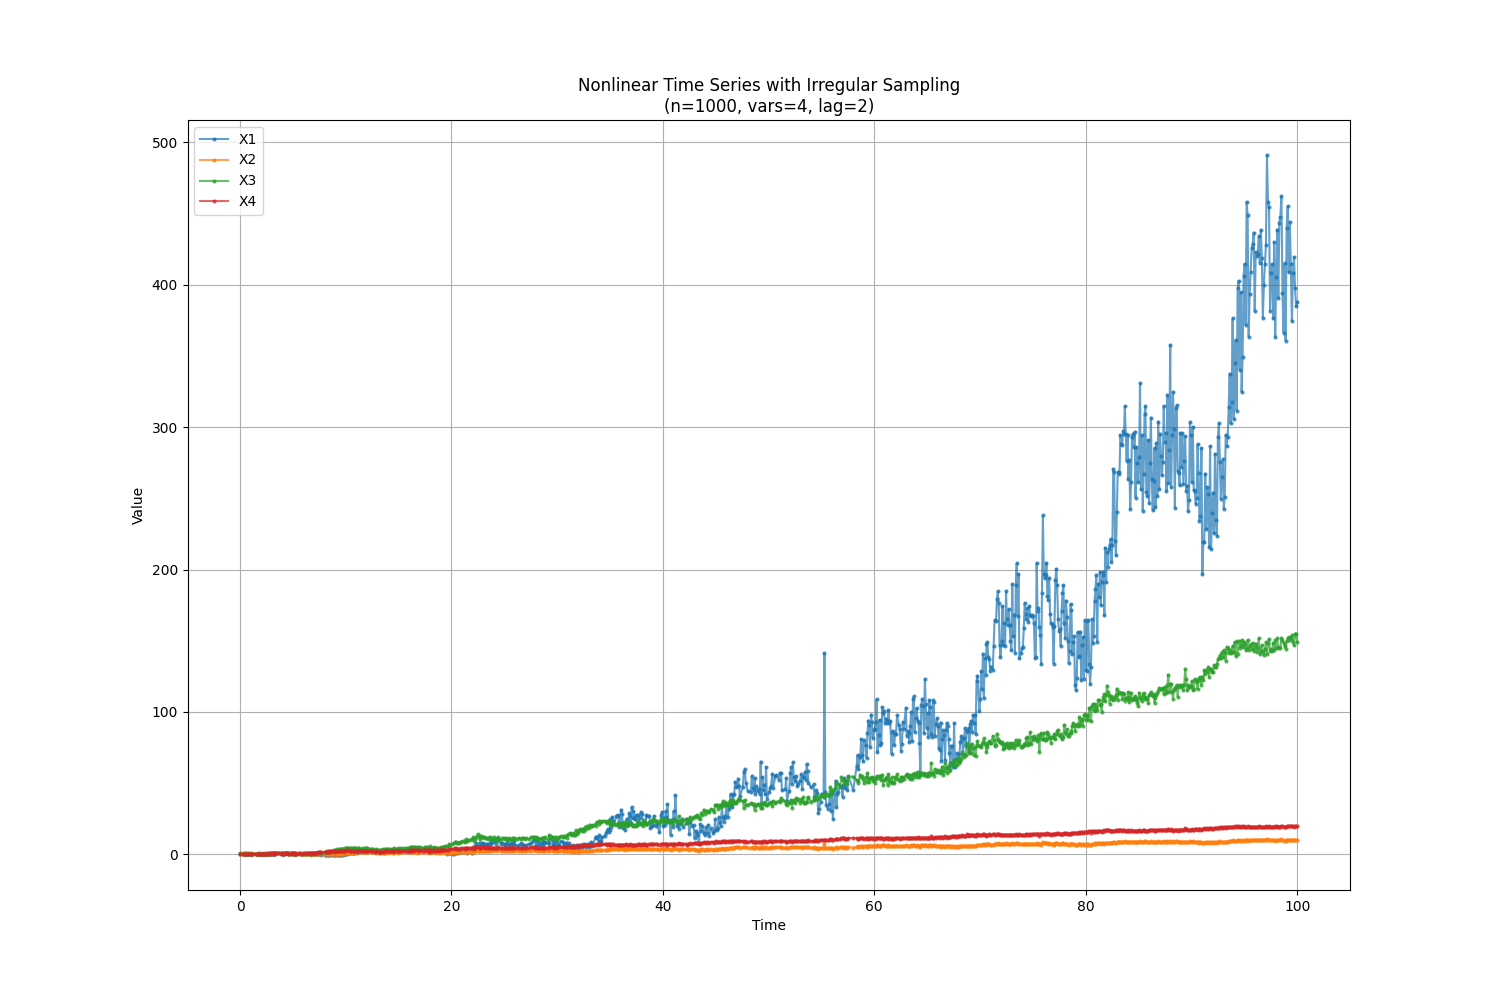 Nonlinear Time Series with Irregular Sampling
(n=1000, vars=4, lag=2)
X1
X2
X3
X4
500
400
300
200
100
0
Value
0 20 40 60 80 100
Time